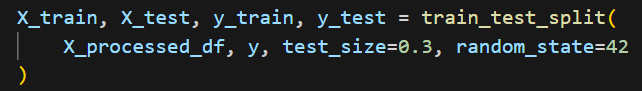 X_train, X_test, y_train, y_test = train_test_split(
    X_processed_df, y, test_size=0.3, random_state=42
)